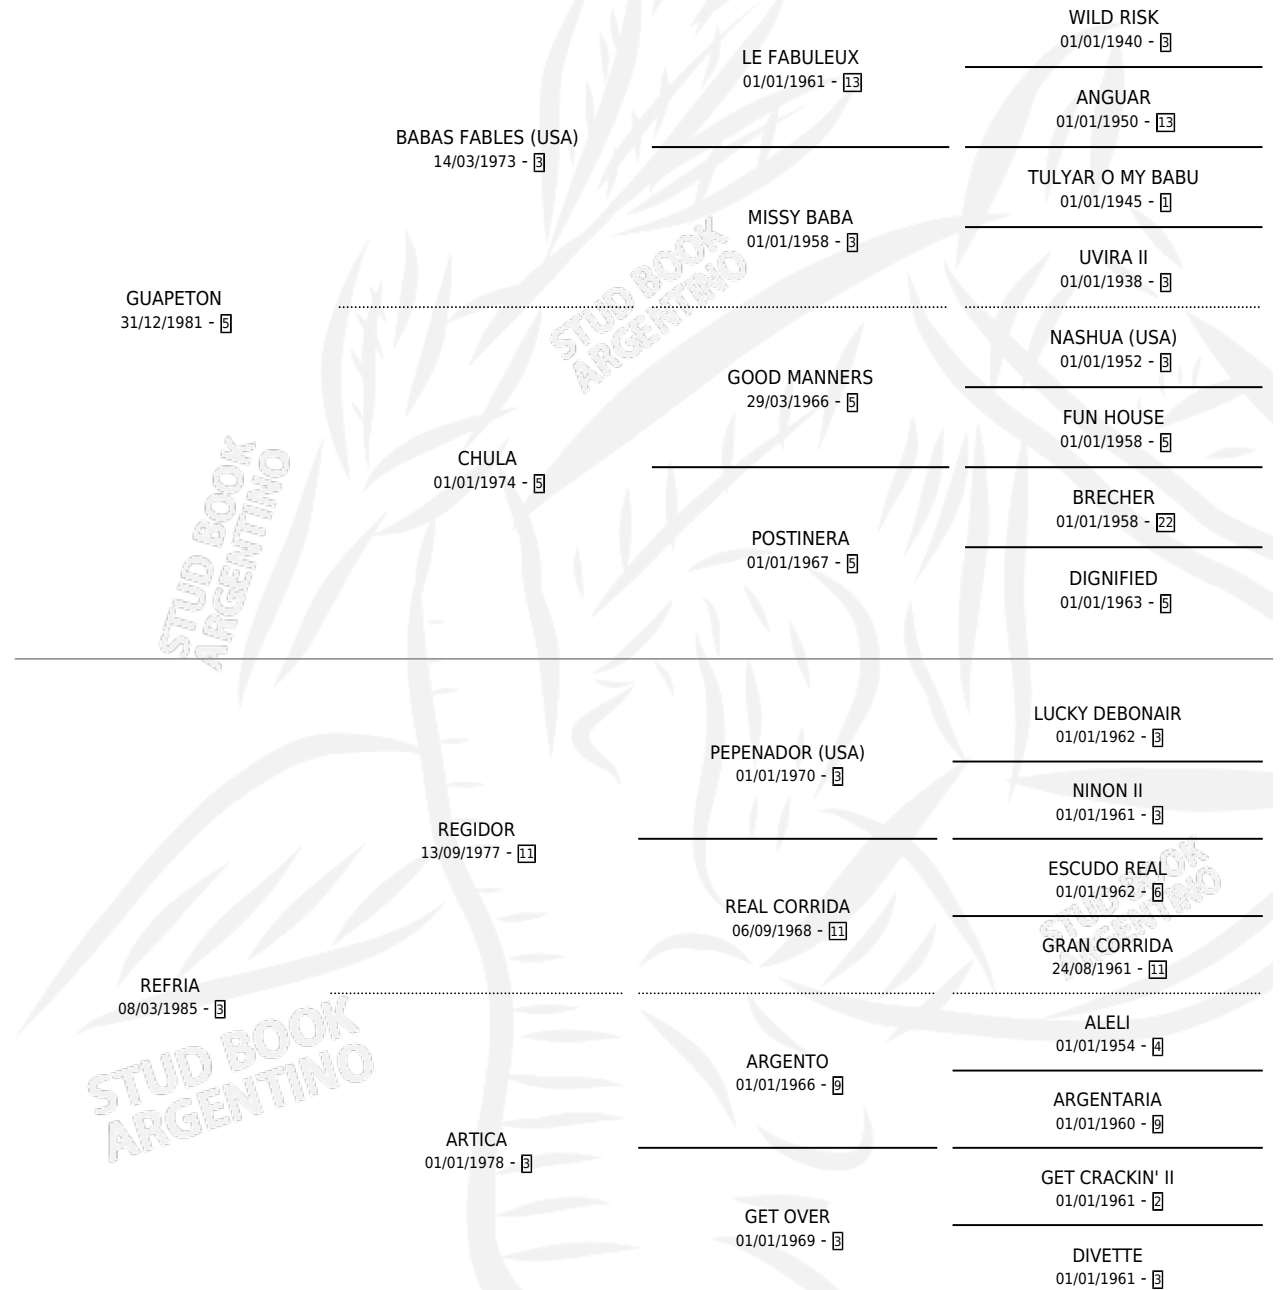 WILD RISK
01/01/1940 - 3
LE FABULEUX
01/01/1961 - 13
ANGUAR
01/01/1950 - 13
BABAS FABLES (USA)
14/03/1973 - 3
TULYAR O MY BABU
01/01/1945 - 1
MISSY BABA
01/01/1958 - 3
UVIRA II
01/01/1938 - 3
GUAPETON
31/12/1981 - 5
NASHUA (USA)
01/01/1952 - 3
GOOD MANNERS
29/03/1966 - 5
FUN HOUSE
01/01/1958 - 5
CHULA
01/01/1974 - 5
BRECHER
01/01/1958 - 22
POSTINERA
01/01/1967 - 5
DIGNIFIED
01/01/1963 - 5
LUCKY DEBONAIR
01/01/1962 - 3
PEPENADOR (USA)
01/01/1970 - 3
NINON II
01/01/1961 - 3
REGIDOR
13/09/1977 - 11
ESCUDO REAL
01/01/1962 - 6
REAL CORRIDA
06/09/1968 - 11
GRAN CORRIDA
24/08/1961 - 11
REFRIA
08/03/1985 - 3
ALELI
01/01/1954 - 4
ARGENTO
01/01/1966 - 9
ARGENTARIA
01/01/1960 - 9
ARTICA
01/01/1978 - 3
GET CRACKIN' II
01/01/1961 - 2
GET OVER
01/01/1969 - 3
DIVETTE
01/01/1961 - 3
STUD BOOK
ARGENTINO
STUD BOOK
ARGENTINO
STUD BOOK
ARGENTINO
STUD BOOK
ARGENTINO